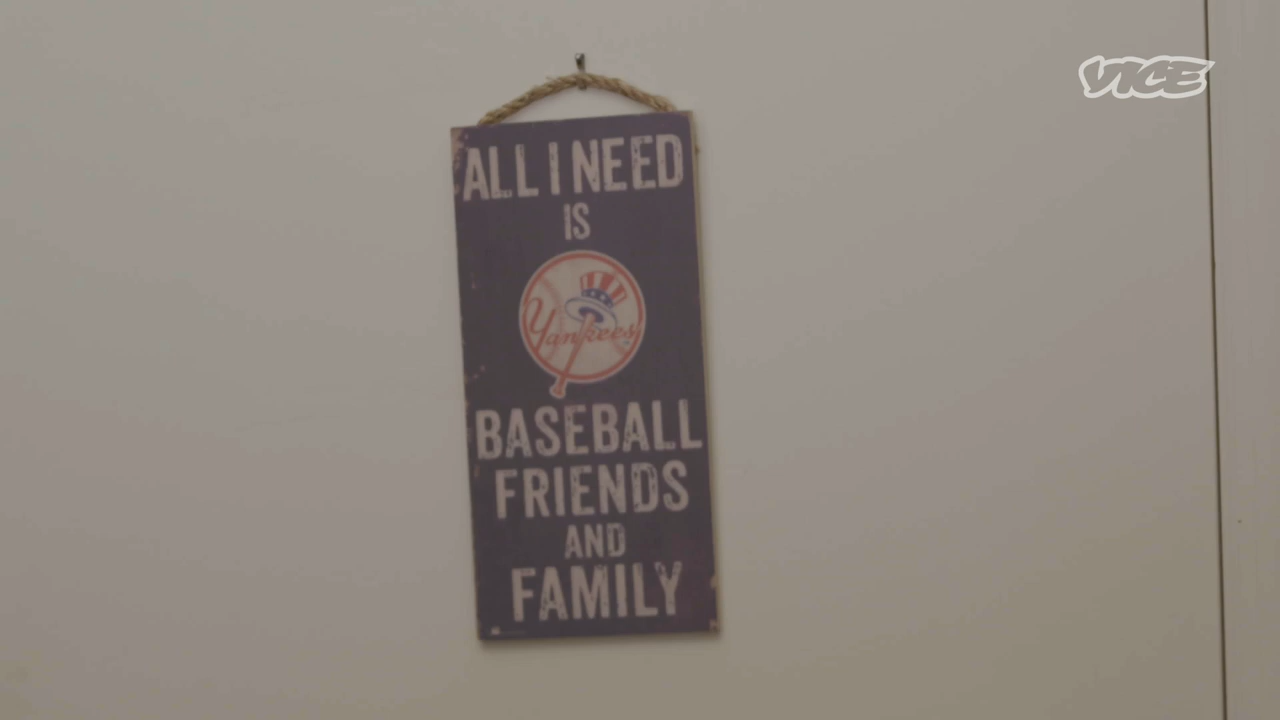 VICE
ALL I NEED
IS
Yankees
BASEBALL
FRIENDS
AND
FAMILY